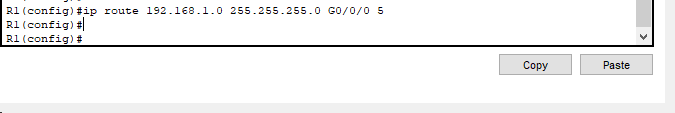 R1(config)#ip route 192.168.1.0 255.255.255.0 G0/0/0 5
R1(config)#
R1(config)#
Copy
Paste